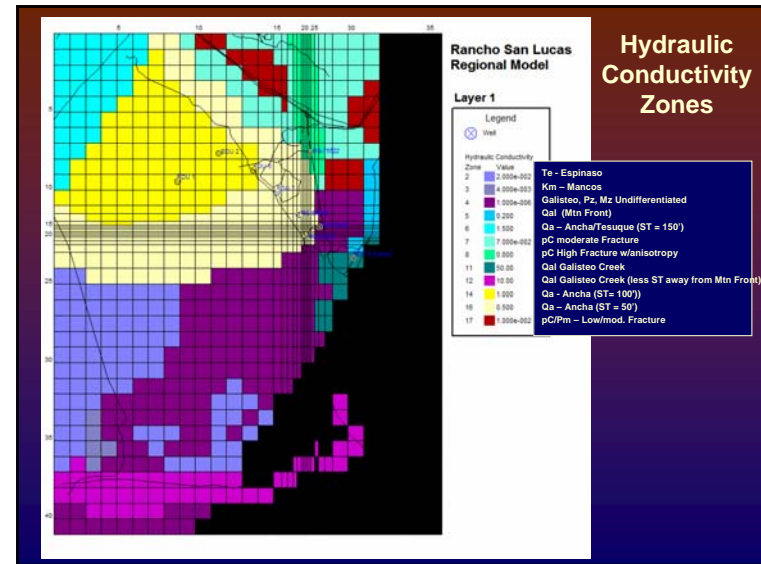 5 10 15 20 25 30 35
Rancho San Lucas
Regional Model
Hydraulic
Conductivity
Zones
Layer 1
Legend
Well
Hydraulic Conductivity
Zone Value
2 2.000e-002 Te - Espinaso
3 4.000e-003 Km – Mancos
4 1.000e-006 Galisteo, Pz, Mz Undifferentiated
5 0.200 Qal (Mtn Front)
6 1.500 Qa – Ancha/Tesuque (ST = 150')
7 7.000e-002 pC moderate Fracture
8 pC High Fracture w/anisotropy
11 50.00 Qal Galisteo Creek
12 10.00 Qal Galisteo Creek (less ST away from Mtn Front)
14 1.000 Qa - Ancha (ST= 100'))
16 0.500 Qa – Ancha (ST = 50')
17 1.000e-002 pC/Pm – Low/mod. Fracture
5
EDU 2
EDU 1
10
15
20
25
30
35
40